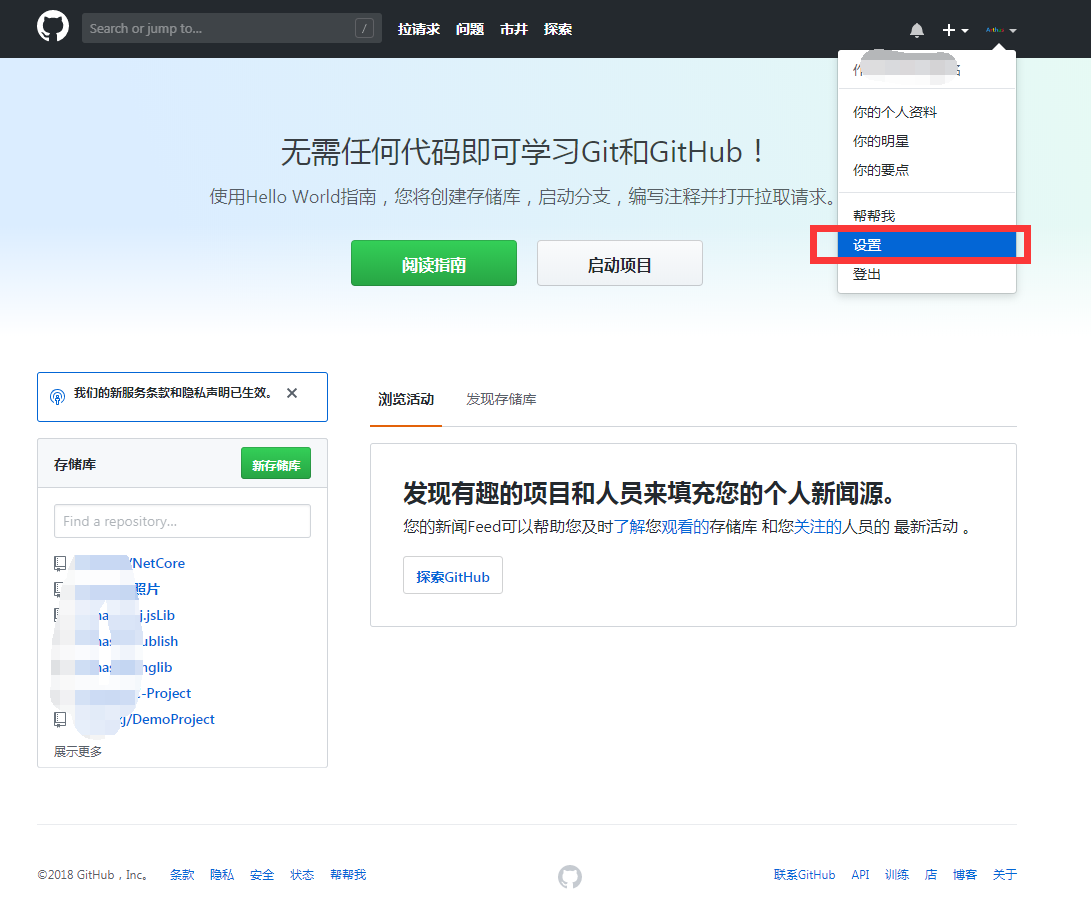 Search or jump to... / 拉请求 问题 市井 探索
你的个人资料
你的明星
你的要点
帮帮我
设置
登出
无需任何代码即可学习Git和GitHub！
使用Hello World指南，您将创建存储库，启动分支，编写注释并打开拉取请求。
阅读指南 启动项目
我们的新服务条款和隐私声明已生效。
浏览活动 发现存储库
存储库 新存储库
Find a repository...
/NetCore
照片
j.jsLib
ublish
nglib
-Project
/DemoProject
展示更多
发现有趣的项目和人员来填充您的个人新闻源。
您的新闻Feed可以帮助您及时了解您观看的存储库 和您关注的人员的 最新活动 。
探索GitHub
©2018 GitHub，Inc。 条款 隐私 安全 状态 帮帮我
联系GitHub API 训练 店 博客 关于